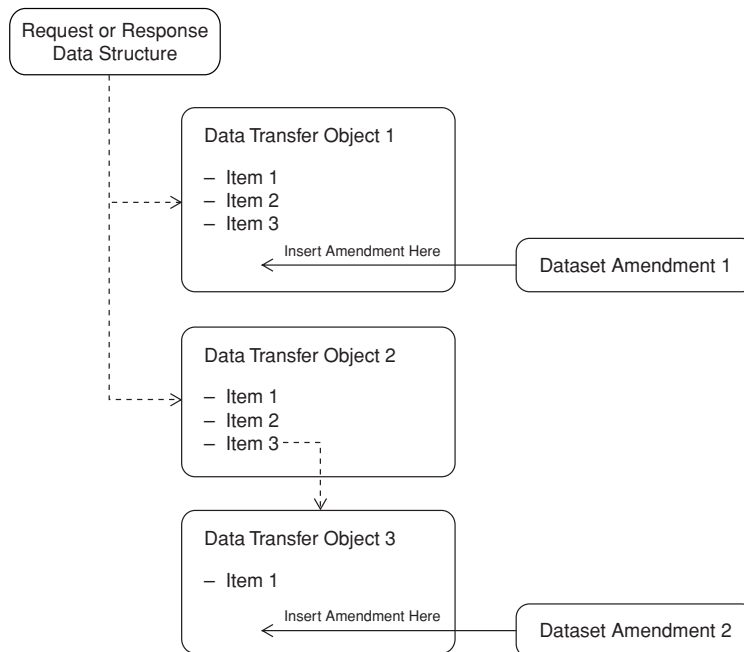 Request or Response
Data Structure
Data Transfer Object 1
– Item 1
– Item 2
– Item 3
Insert Amendment Here
Dataset Amendment 1
Data Transfer Object 2
– Item 1
– Item 2
– Item 3
Data Transfer Object 3
– Item 1
Insert Amendment Here
Dataset Amendment 2